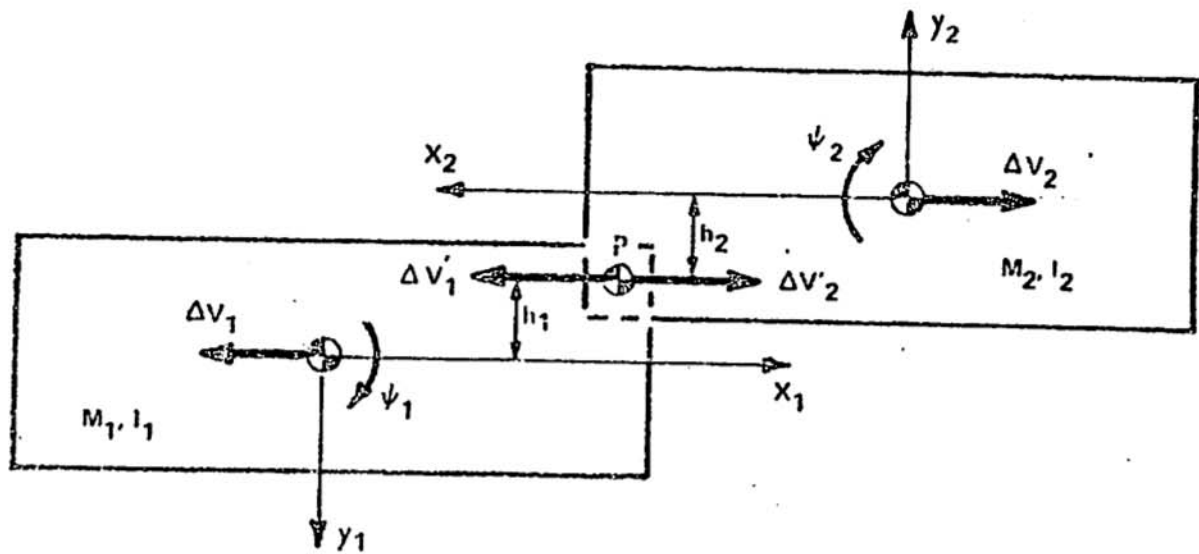 y₂
ψ₂
X₂
ΔV₂
h₂
P
M₂, I₂
ΔV'₁
ΔV'₂
ΔV₁
h₁
X₁
ψ₁
M₁, I₁
y₁